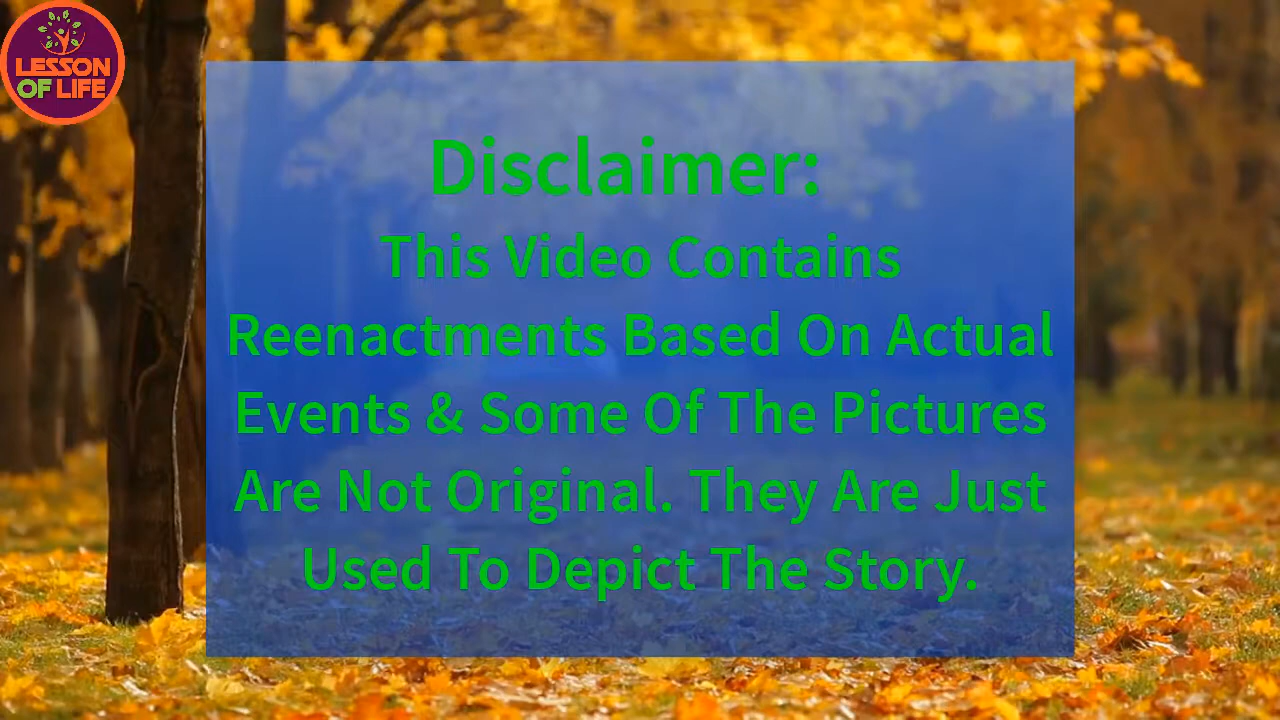 LESSON
OF LIFE
Disclaimer:
This Video Contains
Reenactments Based On Actual
Events & Some Of The Pictures
Are Not Original. They Are Just
Used To Depict The Story.